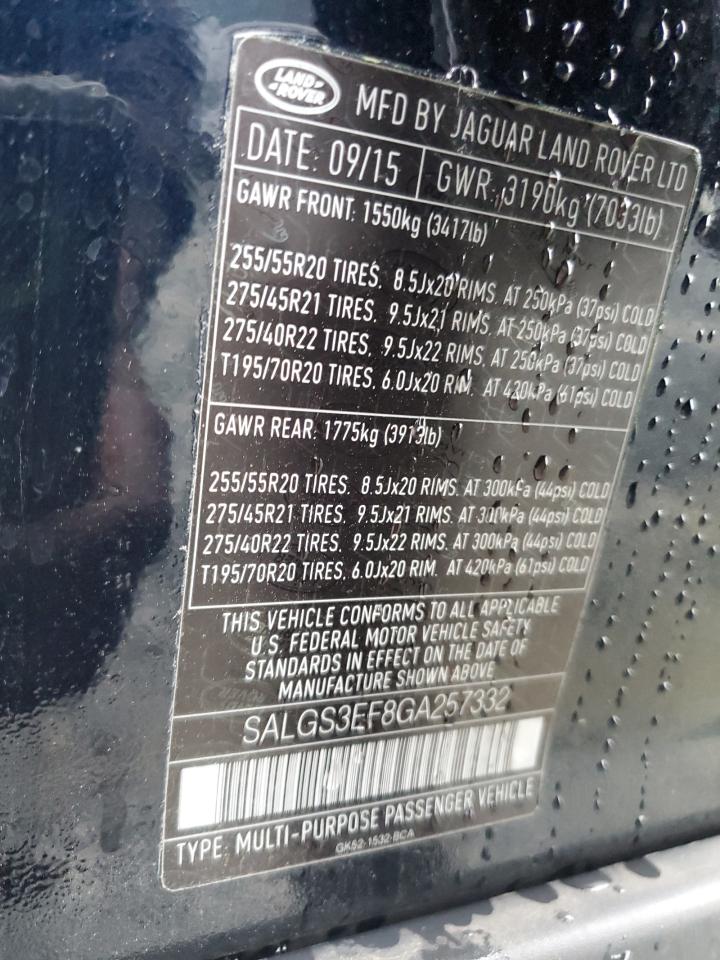 LAND ROVER
MFD BY JAGUAR LAND ROVER LTD
DATE: 09/15 GWR: 3190kg (7033lb)
GAWR FRONT: 1550kg (3417lb)
255/55R20 TIRES. 8.5Jx20 RIMS. AT 250kPa (37psi) COLD
275/45R21 TIRES. 9.5Jx21 RIMS. AT 250kPa (37psi) COLD
275/40R22 TIRES. 9.5Jx22 RIMS. AT 250kPa (37psi) COLD
T195/70R20 TIRES. 6.0Jx20 RIM. AT 420kPa (61psi) COLD
GAWR REAR: 1775kg (3913lb)
255/55R20 TIRES. 8.5Jx20 RIMS. AT 300kPa (44psi) COLD
275/45R21 TIRES. 9.5Jx21 RIMS. AT 300kPa (44psi) COLD
275/40R22 TIRES. 9.5Jx22 RIMS. AT 300kPa (44psi) COLD
T195/70R20 TIRES. 6.0Jx20 RIM. AT 420kPa (61psi) COLD
THIS VEHICLE CONFORMS TO ALL APPLICABLE
U.S. FEDERAL MOTOR VEHICLE SAFETY
STANDARDS IN EFFECT ON THE DATE OF
MANUFACTURE SHOWN ABOVE
SALGS3EF8GA257332
TYPE: MULTI-PURPOSE PASSENGER VEHICLE
GK52-1532-BCA